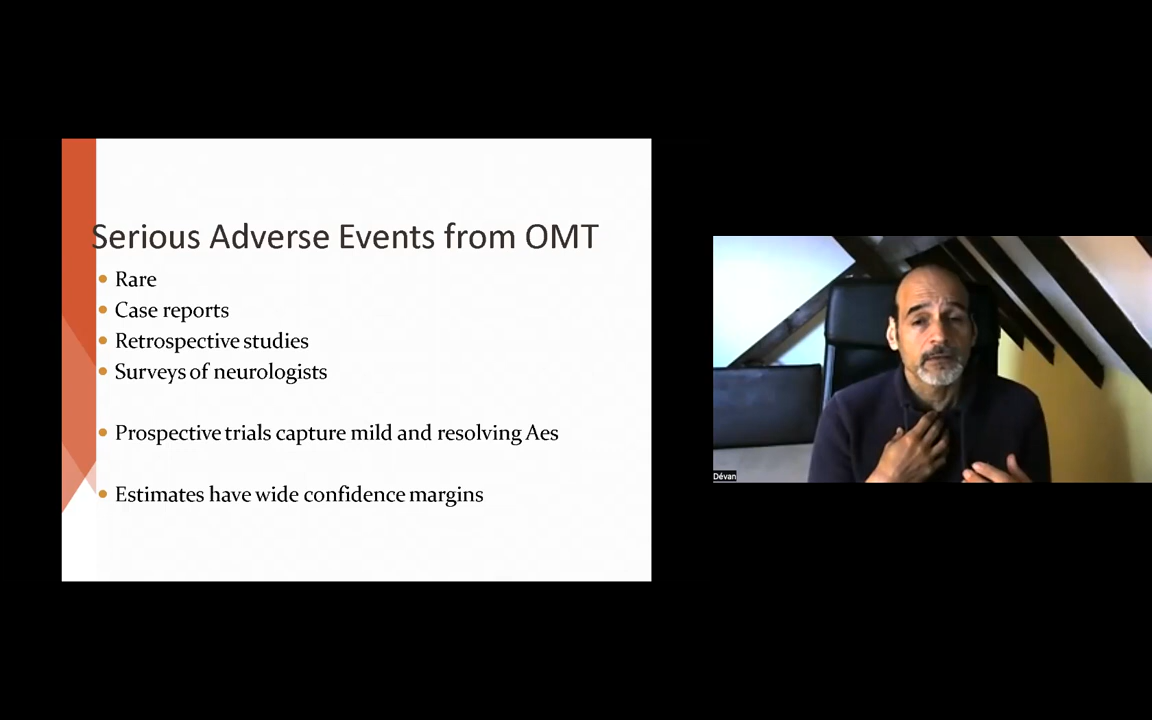 Serious Adverse Events from OMT
• Rare
• Case reports
• Retrospective studies
• Surveys of neurologists
• Prospective trials capture mild and resolving Aes
• Estimates have wide confidence margins
Dévan